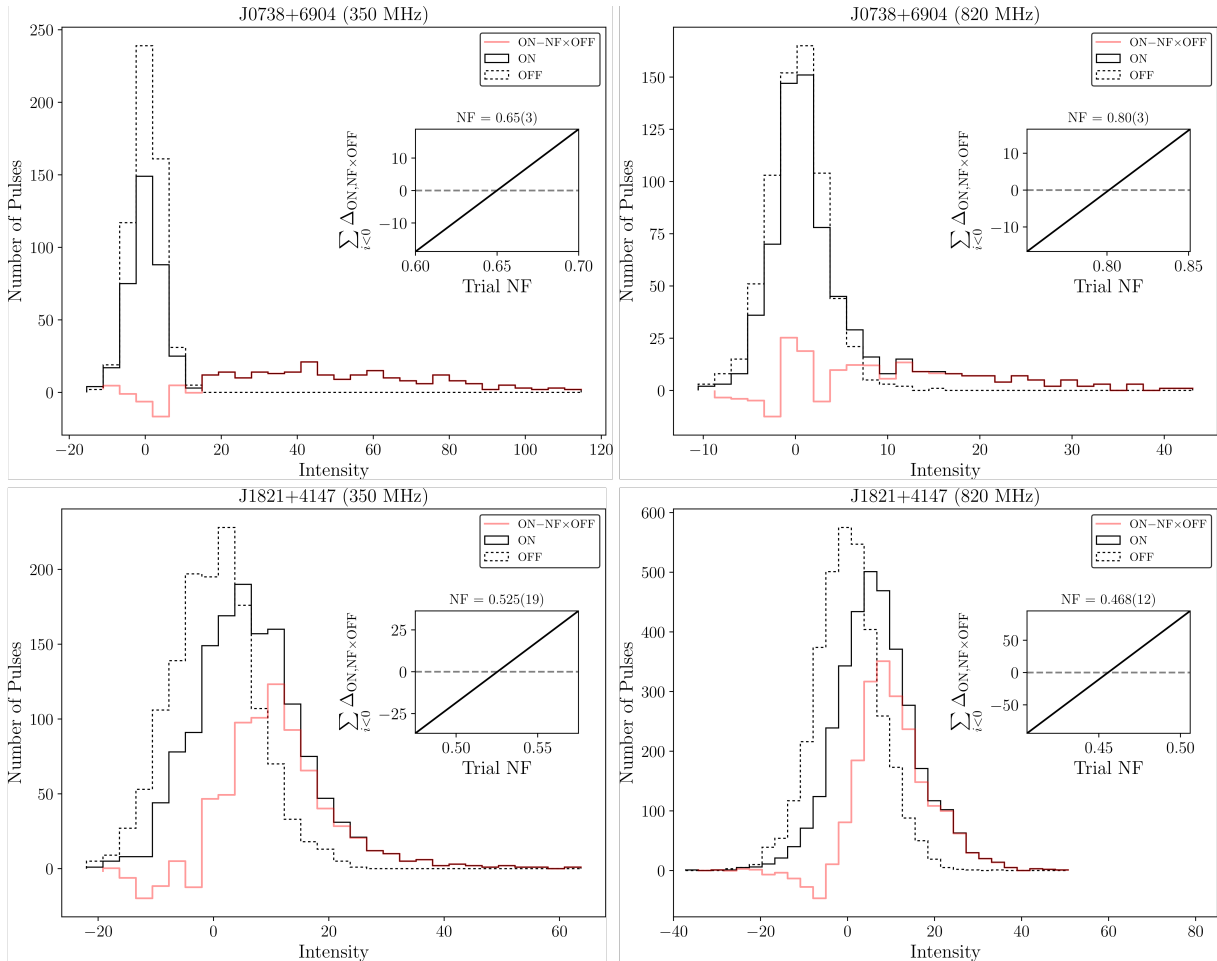 J0738+6904 (350 MHz)
250
200
150
100
50
0
−20
0
20
40
60
80
100
120
Number of Pulses
Intensity
ON−NF×OFF
ON
OFF
NF = 0.65(3)
10
0
−10
0.60
0.65
0.70
∑ i<0 Δ ON,NF×OFF
Trial NF
J0738+6904 (820 MHz)
150
125
100
75
50
25
0
−10
0
10
20
30
40
Number of Pulses
Intensity
ON−NF×OFF
ON
OFF
NF = 0.80(3)
10
0
−10
0.80
0.85
∑ i<0 Δ ON,NF×OFF
Trial NF
J1821+4147 (350 MHz)
200
150
100
50
0
−20
0
20
40
60
Number of Pulses
Intensity
ON−NF×OFF
ON
OFF
NF = 0.525(19)
25
0
−25
0.50
0.55
∑ i<0 Δ ON,NF×OFF
Trial NF
J1821+4147 (820 MHz)
600
500
400
300
200
100
0
−40
−20
0
20
40
60
80
Number of Pulses
Intensity
ON−NF×OFF
ON
OFF
NF = 0.468(12)
50
0
−50
0.45
0.50
∑ i<0 Δ ON,NF×OFF
Trial NF